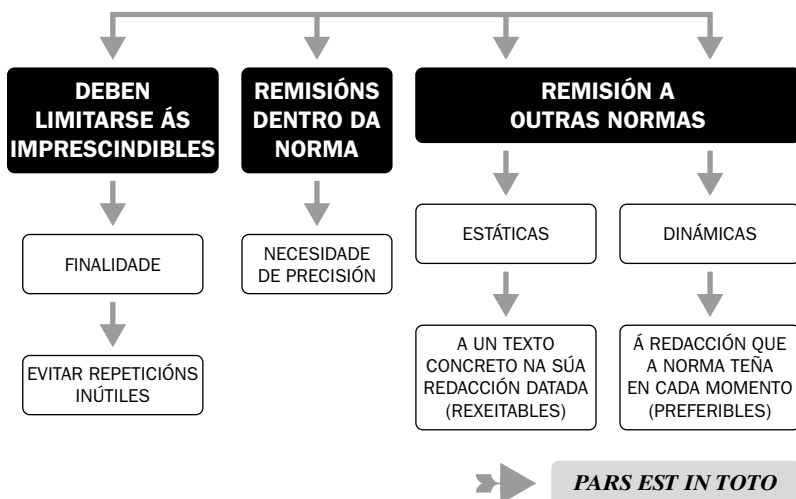 DEBEN
LIMITARSE ÁS
IMPRESCINDIBLES
REMISIÓNS
DENTRO DA
NORMA
REMISIÓN A
OUTRAS NORMAS
FINALIDADE
NECESIDADE
DE PRECISIÓN
ESTÁTICAS
DINÁMICAS
EVITAR REPETICIÓNS
INÚTILES
A UN TEXTO
CONCRETO NA SÚA
REDACCIÓN DATADA
(REXEITABLES)
Á REDACCIÓN QUE
A NORMA TEÑA
EN CADA MOMENTO
(PREFERIBLES)
PARS EST IN TOTO